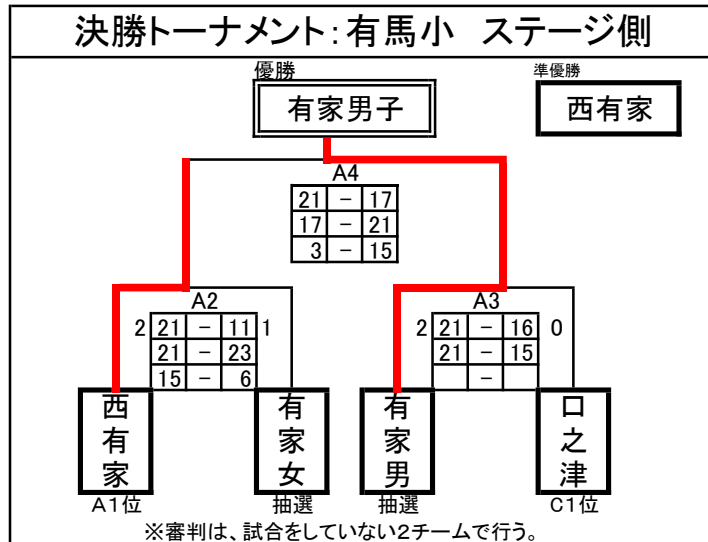 決勝トーナメント:有馬小 ステージ側
優勝
準優勝
有家男子
西有家
A4
21 - 17
17 - 21
3 - 15
A2
A3
2 21 - 11 1
21 - 23
15 - 6
2 21 - 16 0
21 - 15
-
西有家
有家女
有家男
口之津
A1位
抽選
抽選
C1位
※審判は、試合をしていない2チームで行う。